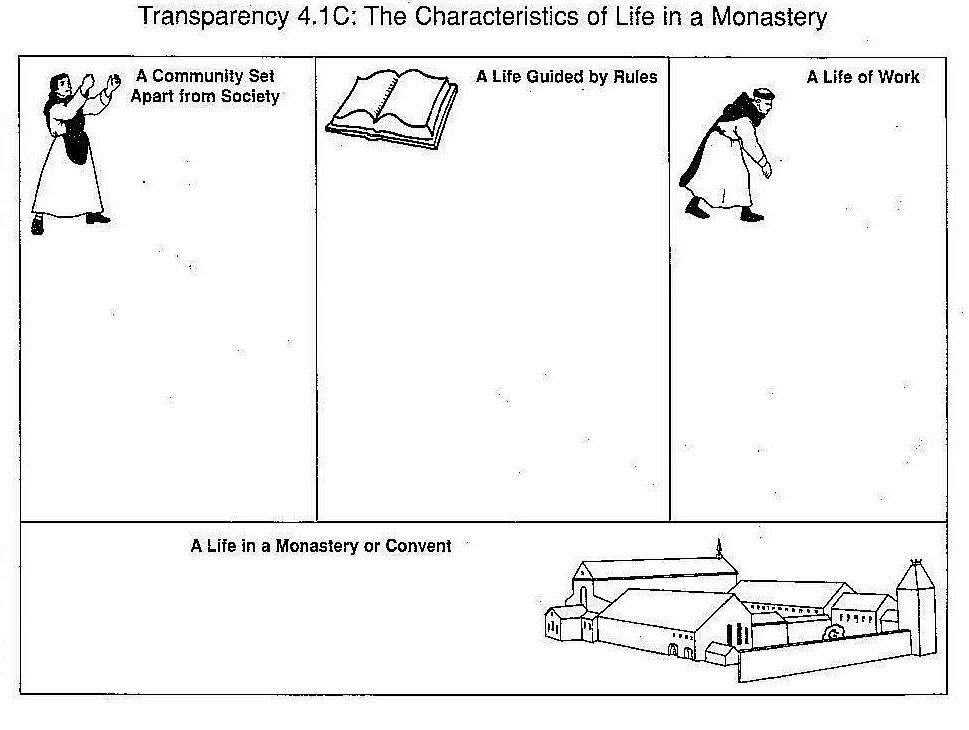 Transparency 4.1C: The Characteristics of Life in a Monastery
A Community Set
Apart from Society
A Life Guided by Rules
A Life of Work
A Life in a Monastery or Convent